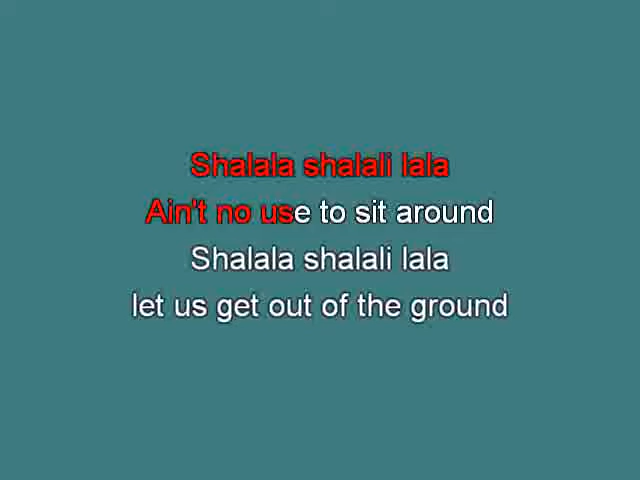 Shalala shalali lala
Ain't no use to sit around
Shalala shalali lala
let us get out of the ground